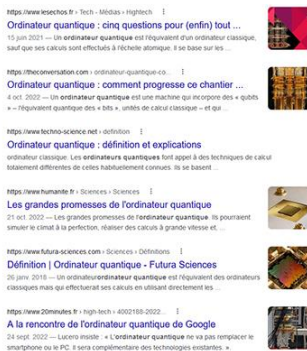 https://www.lesechos.fr › Tech - Médias › Hightech
Ordinateur quantique : cinq questions pour (enfin) tout ...
15 juin 2021 — Un ordinateur quantique est l'équivalent d'un ordinateur classique,
sauf que ses calculs sont effectués à l'échelle atomique. Il se base sur les ...
https://theconversation.com › ordinateur-quantique-co...
Ordinateur quantique : comment progresse ce chantier ...
4 oct. 2022 — Un ordinateur quantique est une machine qui incorpore des « qubits
» – l'équivalent quantique des « bits », unités de calcul classique – et qui ...
https://www.techno-science.net › definition
Ordinateur quantique : définition et explications
ordinateur classique. Les ordinateurs quantiques font appel à des techniques de calcul
totalement différentes de celles habituellement connues. Ils se basent ...
https://www.humanite.fr › Sciences › Sciences
Les grandes promesses de l'ordinateur quantique
21 oct. 2022 — Les grandes promesses de l'ordinateur quantique. Ils pourraient
simuler le climat à la perfection, réaliser des calculs à grande vitesse et, ...
https://www.futura-sciences.com › Sciences › Définitions
Définition | Ordinateur quantique - Futura Sciences
26 janv. 2018 — Un ordinateur quantique est l'équivalent des ordinateurs
classiques mais qui effectuerait ses calculs en utilisant directement les ...
https://www.20minutes.fr › high-tech › 4002188-2022...
A la rencontre de l'ordinateur quantique de Google
24 sept. 2022 — Lucero insiste : « L'ordinateur quantique ne va pas remplacer le
smartphone ou le PC. Il sera complémentaire des technologies existantes. ».